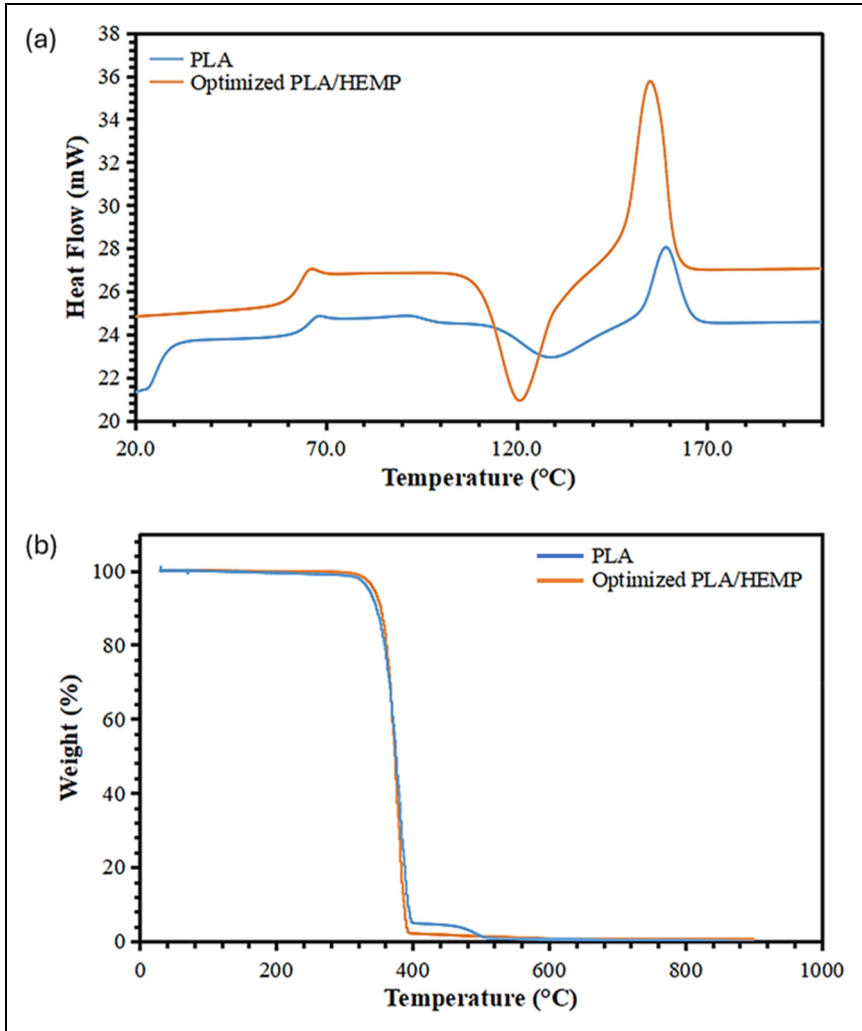 (a)
38
36
34
32
30
28
26
24
22
20
Heat Flow (mW)
PLA
Optimized PLA/HEMP
20.0 70.0 120.0 170.0
Temperature (°C)
(b)
100
80
60
40
20
0
Weight (%)
PLA
Optimized PLA/HEMP
0 200 400 600 800 1000
Temperature (°C)